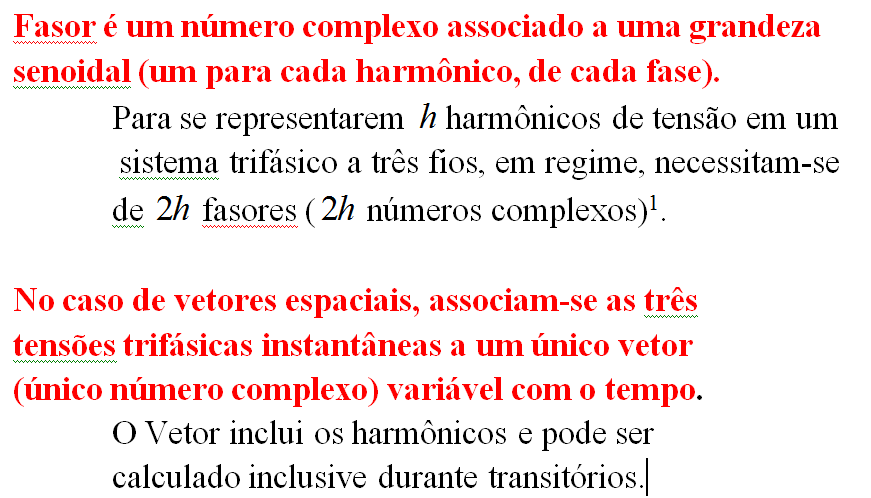 Fasor é um número complexo associado a uma grandeza
senoidal (um para cada harmônico, de cada fase).
Para se representarem h harmônicos de tensão em um
sistema trifásico a três fios, em regime, necessitam-se
de 2h fasores ( 2h números complexos)¹.
No caso de vetores espaciais, associam-se as três
tensões trifásicas instantâneas a um único vetor
(único número complexo) variável com o tempo.
O Vetor inclui os harmônicos e pode ser
calculado inclusive durante transitórios.